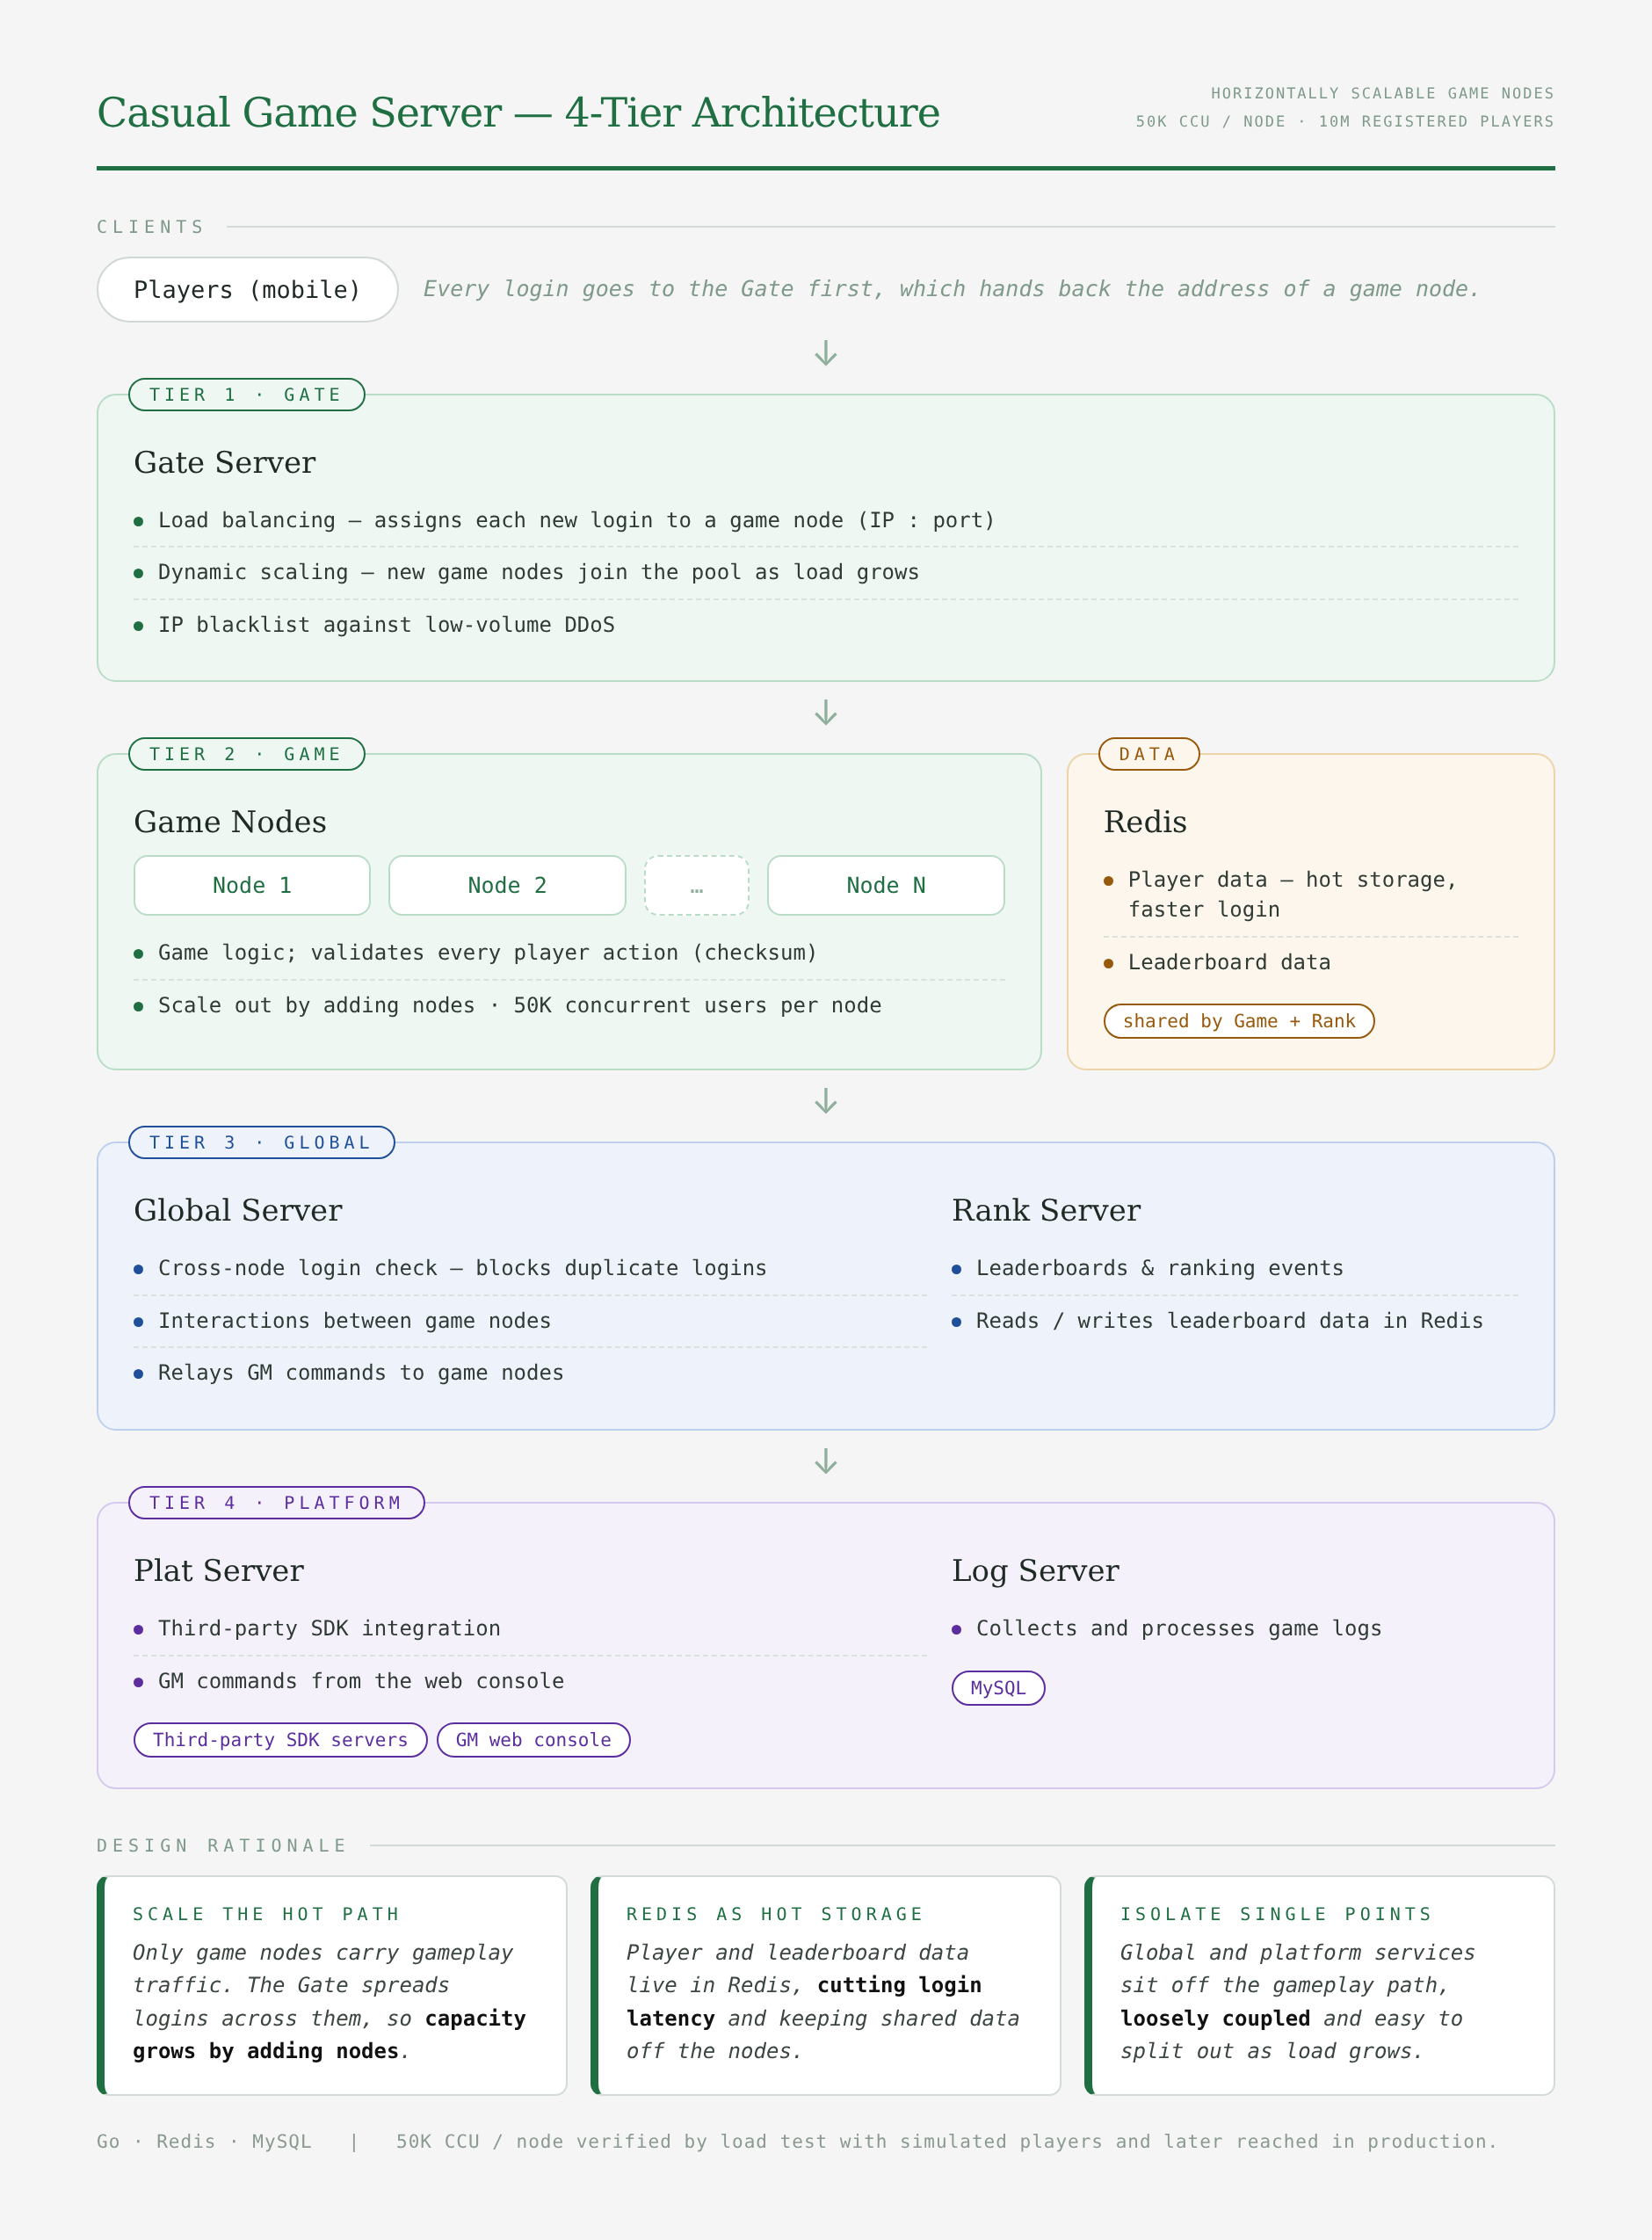 Casual Game Server — 4-Tier Architecture
HORIZONTALLY SCALABLE GAME NODES
50K CCU / NODE · 10M REGISTERED PLAYERS
CLIENTS
Players (mobile)
Every login goes to the Gate first, which hands back the address of a game node.
↓
TIER 1 · GATE
Gate Server
Load balancing — assigns each new login to a game node (IP : port)
Dynamic scaling — new game nodes join the pool as load grows
IP blacklist against low-volume DDoS
↓
TIER 2 · GAME
Game Nodes
Node 1
Node 2
…
Node N
Game logic; validates every player action (checksum)
Scale out by adding nodes · 50K concurrent users per node
DATA
Redis
Player data — hot storage,
faster login
Leaderboard data
shared by Game + Rank
↓
TIER 3 · GLOBAL
Global Server
Cross-node login check — blocks duplicate logins
Interactions between game nodes
Relays GM commands to game nodes
Rank Server
Leaderboards & ranking events
Reads / writes leaderboard data in Redis
↓
TIER 4 · PLATFORM
Plat Server
Third-party SDK integration
GM commands from the web console
Third-party SDK servers
GM web console
Log Server
Collects and processes game logs
MySQL
DESIGN RATIONALE
SCALE THE HOT PATH
Only game nodes carry gameplay
traffic. The Gate spreads
logins across them, so capacity
grows by adding nodes.
REDIS AS HOT STORAGE
Player and leaderboard data
live in Redis, cutting login
latency and keeping shared data
off the nodes.
ISOLATE SINGLE POINTS
Global and platform services
sit off the gameplay path,
loosely coupled and easy to
split out as load grows.
Go · Redis · MySQL | 50K CCU / node verified by load test with simulated players and later reached in production.